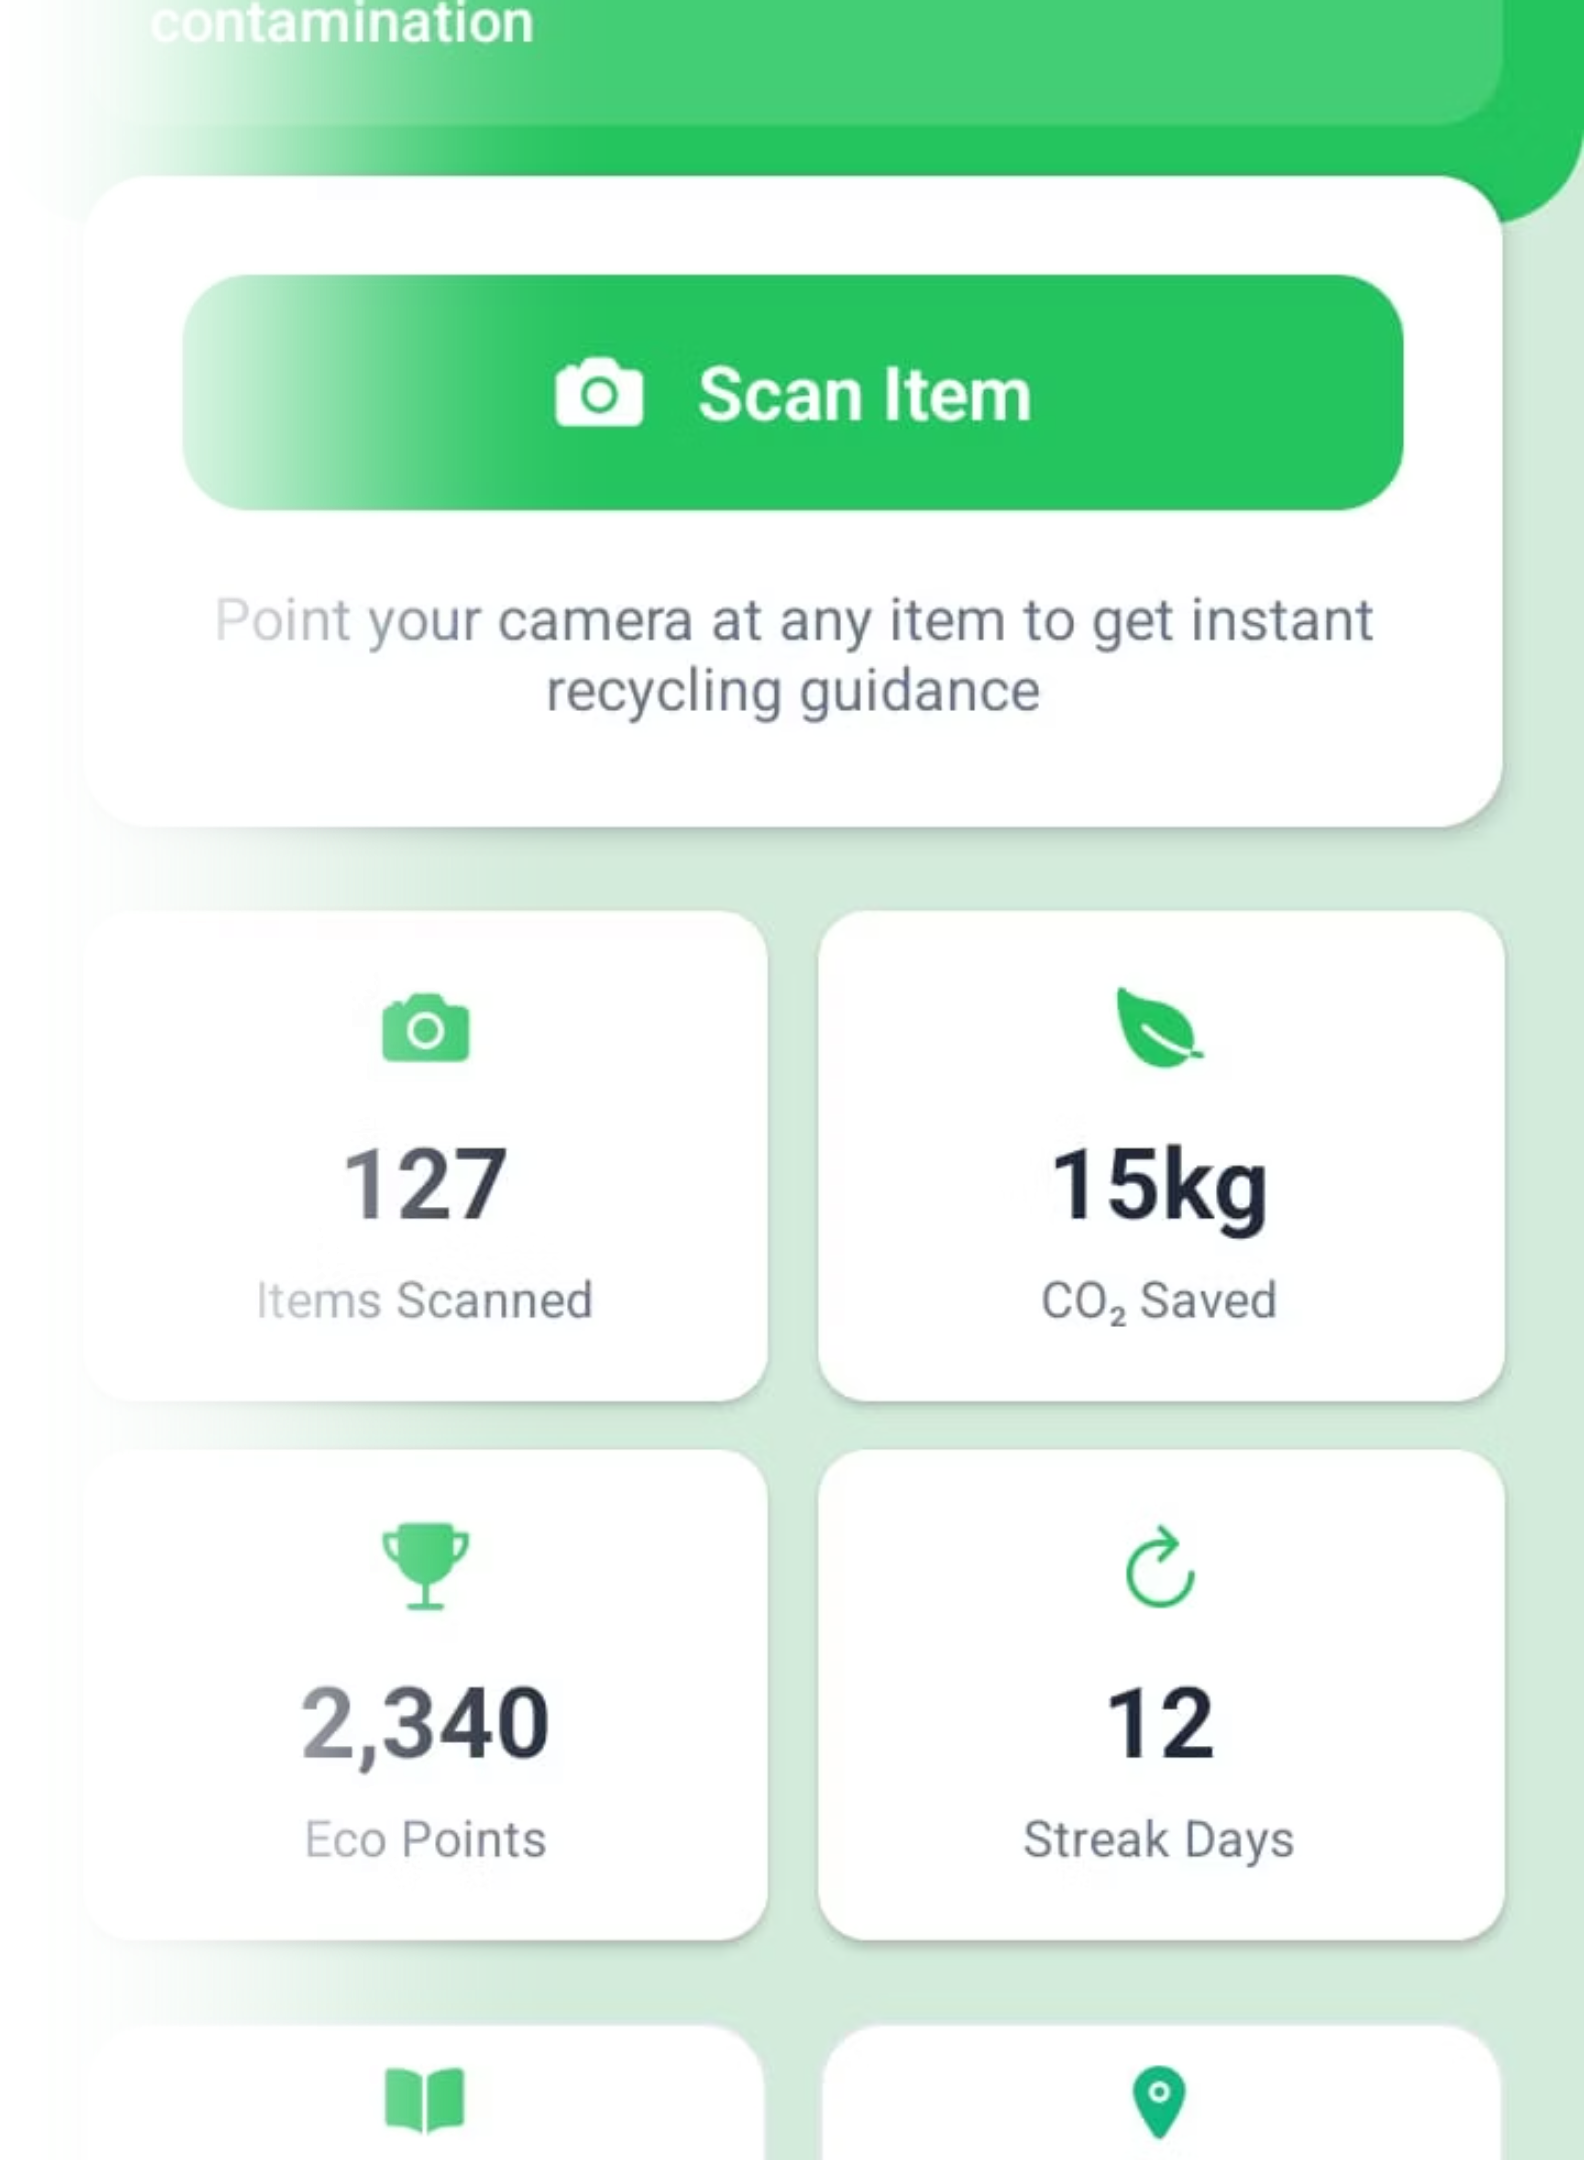 contamination
Scan Item
Point your camera at any item to get instant
recycling guidance
127
Items Scanned
15kg
CO₂ Saved
2,340
Eco Points
12
Streak Days